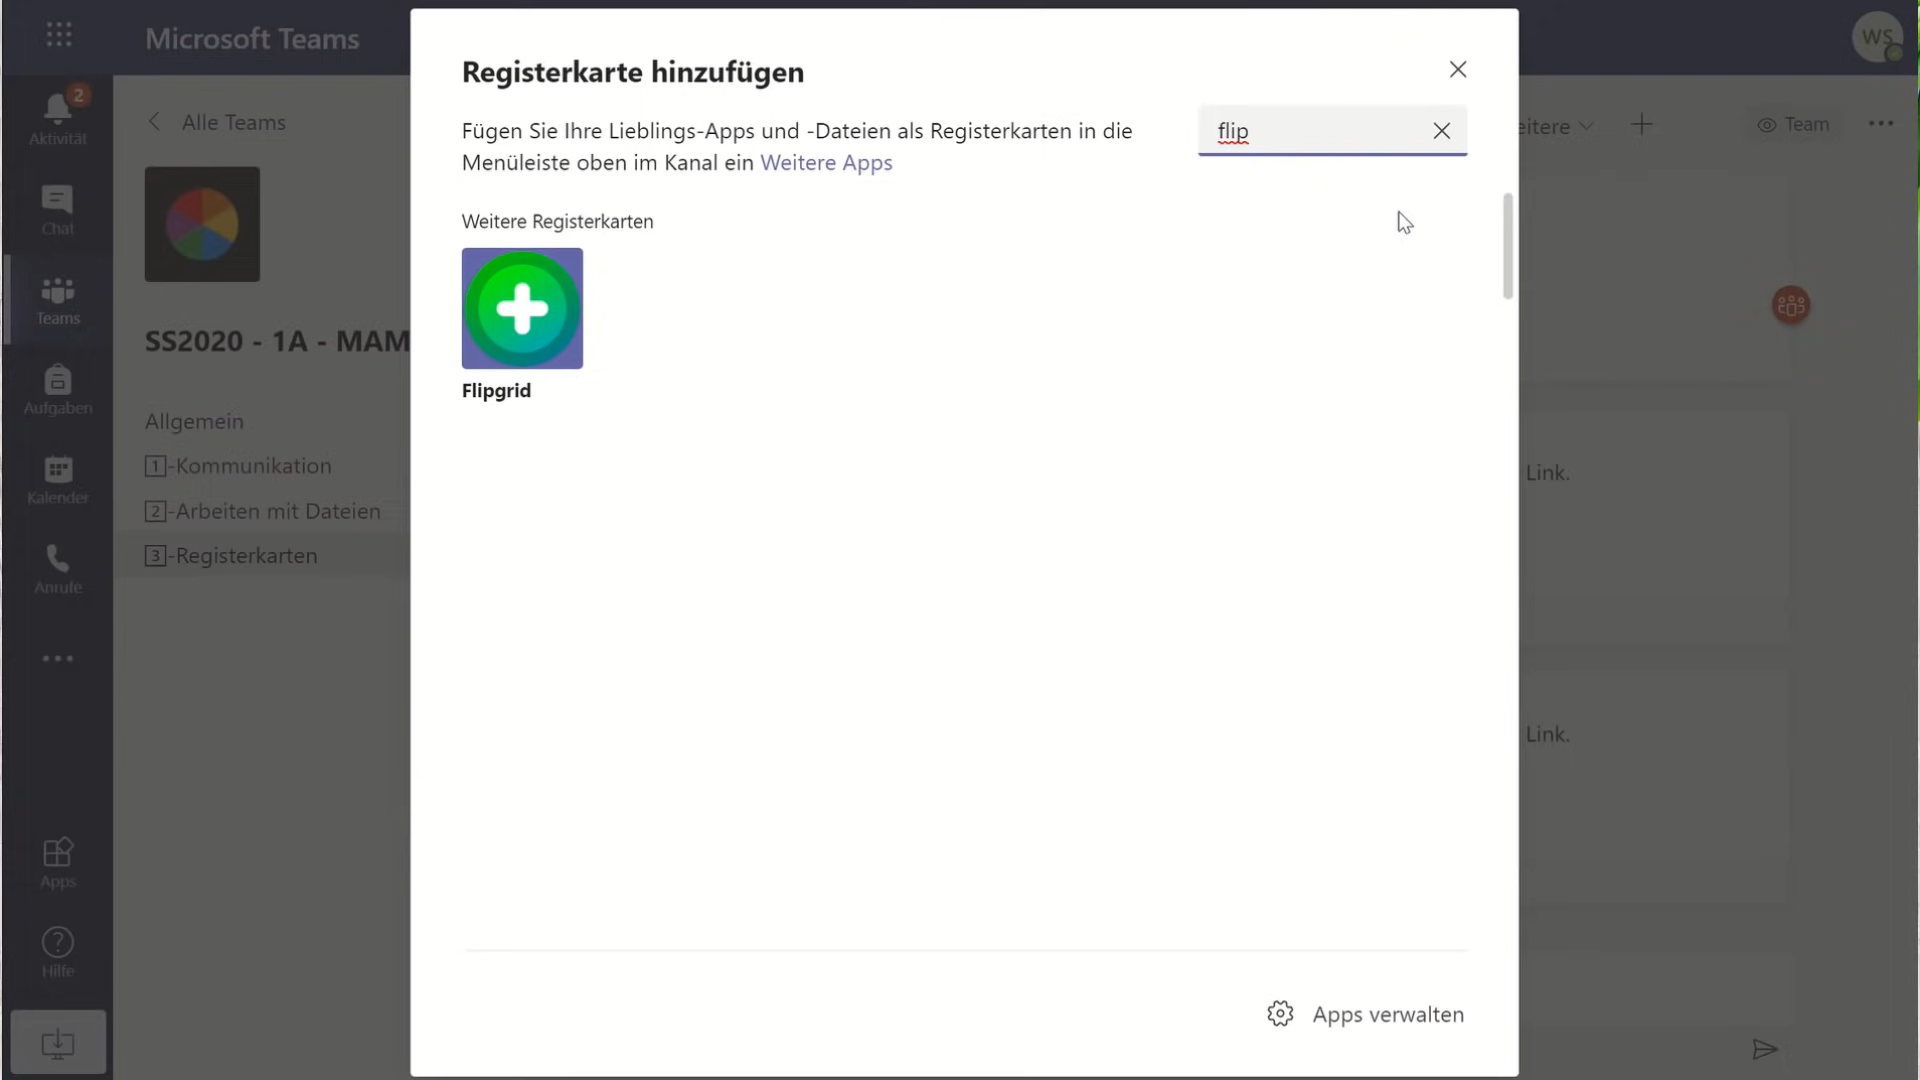 Microsoft Teams
WS
2
Aktivität
Chat
Teams
Aufgaben
Kalender
Anrufe
Apps
Hilfe
Alle Teams
SS2020 - 1A - MAM
Allgemein
1-Kommunikation
2-Arbeiten mit Dateien
3-Registerkarten
Registerkarte hinzufügen
Fügen Sie Ihre Lieblings-Apps und -Dateien als Registerkarten in die
Menüleiste oben im Kanal ein Weitere Apps
flip
Weitere Registerkarten
Flipgrid
Apps verwalten
eitere
Team
Link.
Link.